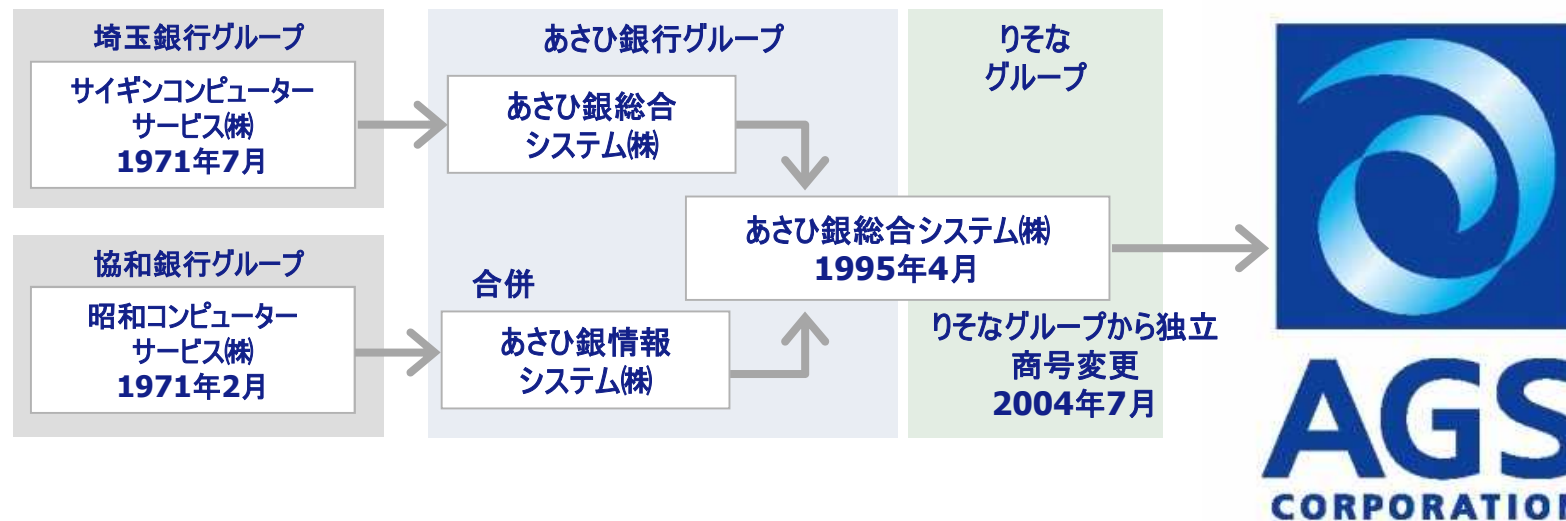 埼玉銀行グループ
サイギンコンピューター
サービス㈱
1971年7月
協和銀行グループ
昭和コンピューター
サービス㈱
1971年2月
あさひ銀行グループ
あさひ銀総合
システム㈱
合併
あさひ銀情報
システム㈱
りそな
グループ
あさひ銀総合システム㈱
1995年4月
りそなグループから独立
商号変更
2004年7月
AGS
CORPORATION